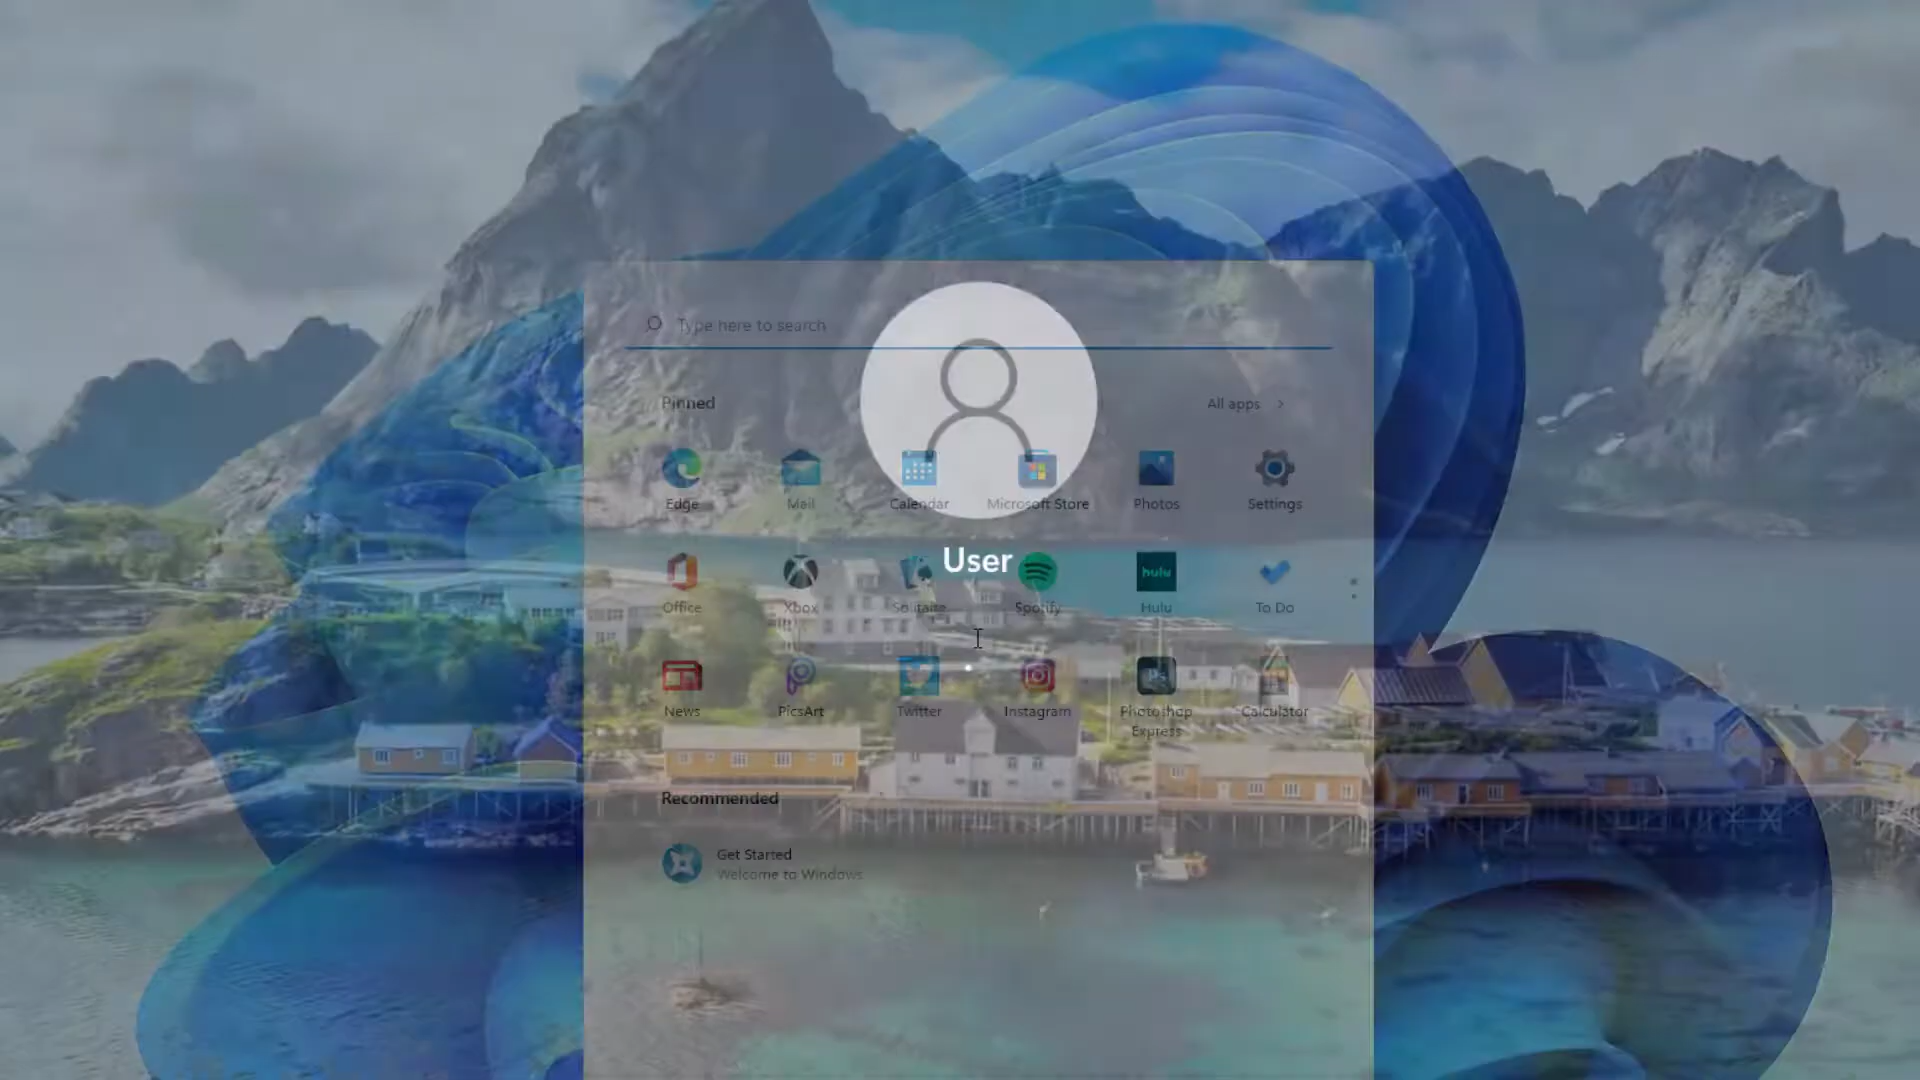 Type here to search
Pinned
All apps
Edge
Mail
Calendar
Microsoft Store
Photos
Settings
User
hulu
Office
Xbox
Solitaire
Spotify
Hulu
To Do
Ps
News
PicsArt
Twitter
Instagram
Photoshop Express
Calculator
Recommended
Get Started
Welcome to Windows